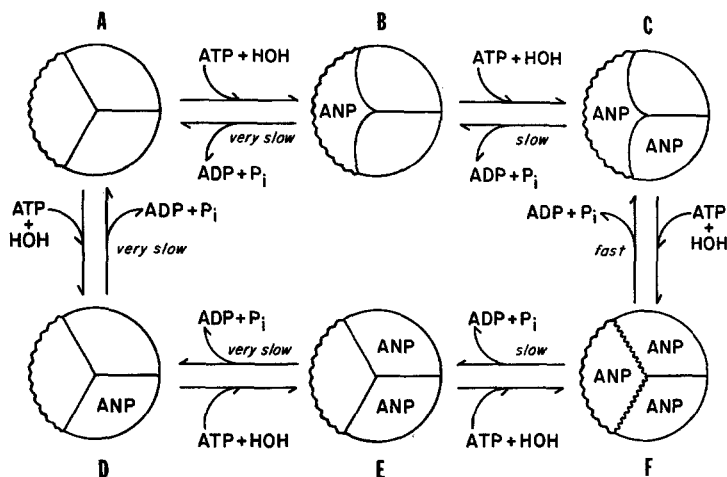 A
B
C
ATP + HOH
ATP + HOH
ANP
very slow
ADP + Pi
ANP
slow
ADP + Pi
ANP
ATP
+
HOH
ADP + Pi
very slow
ADP + Pi
fast
ATP
+
HOH
ADP + Pi
very slow
ADP + Pi
slow
ANP
ANP
ANP
ATP + HOH
ANP
ATP + HOH
ANP
ANP
D
E
F